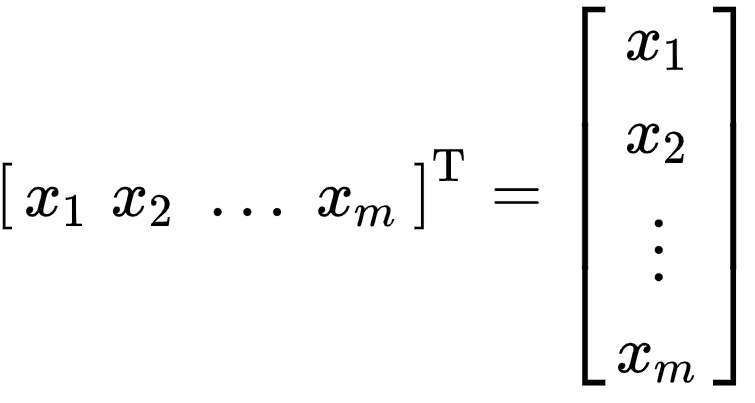 [ x₁ x₂ … xₘ ]ᵀ = [ x₁
x₂
⋮
xₘ ]